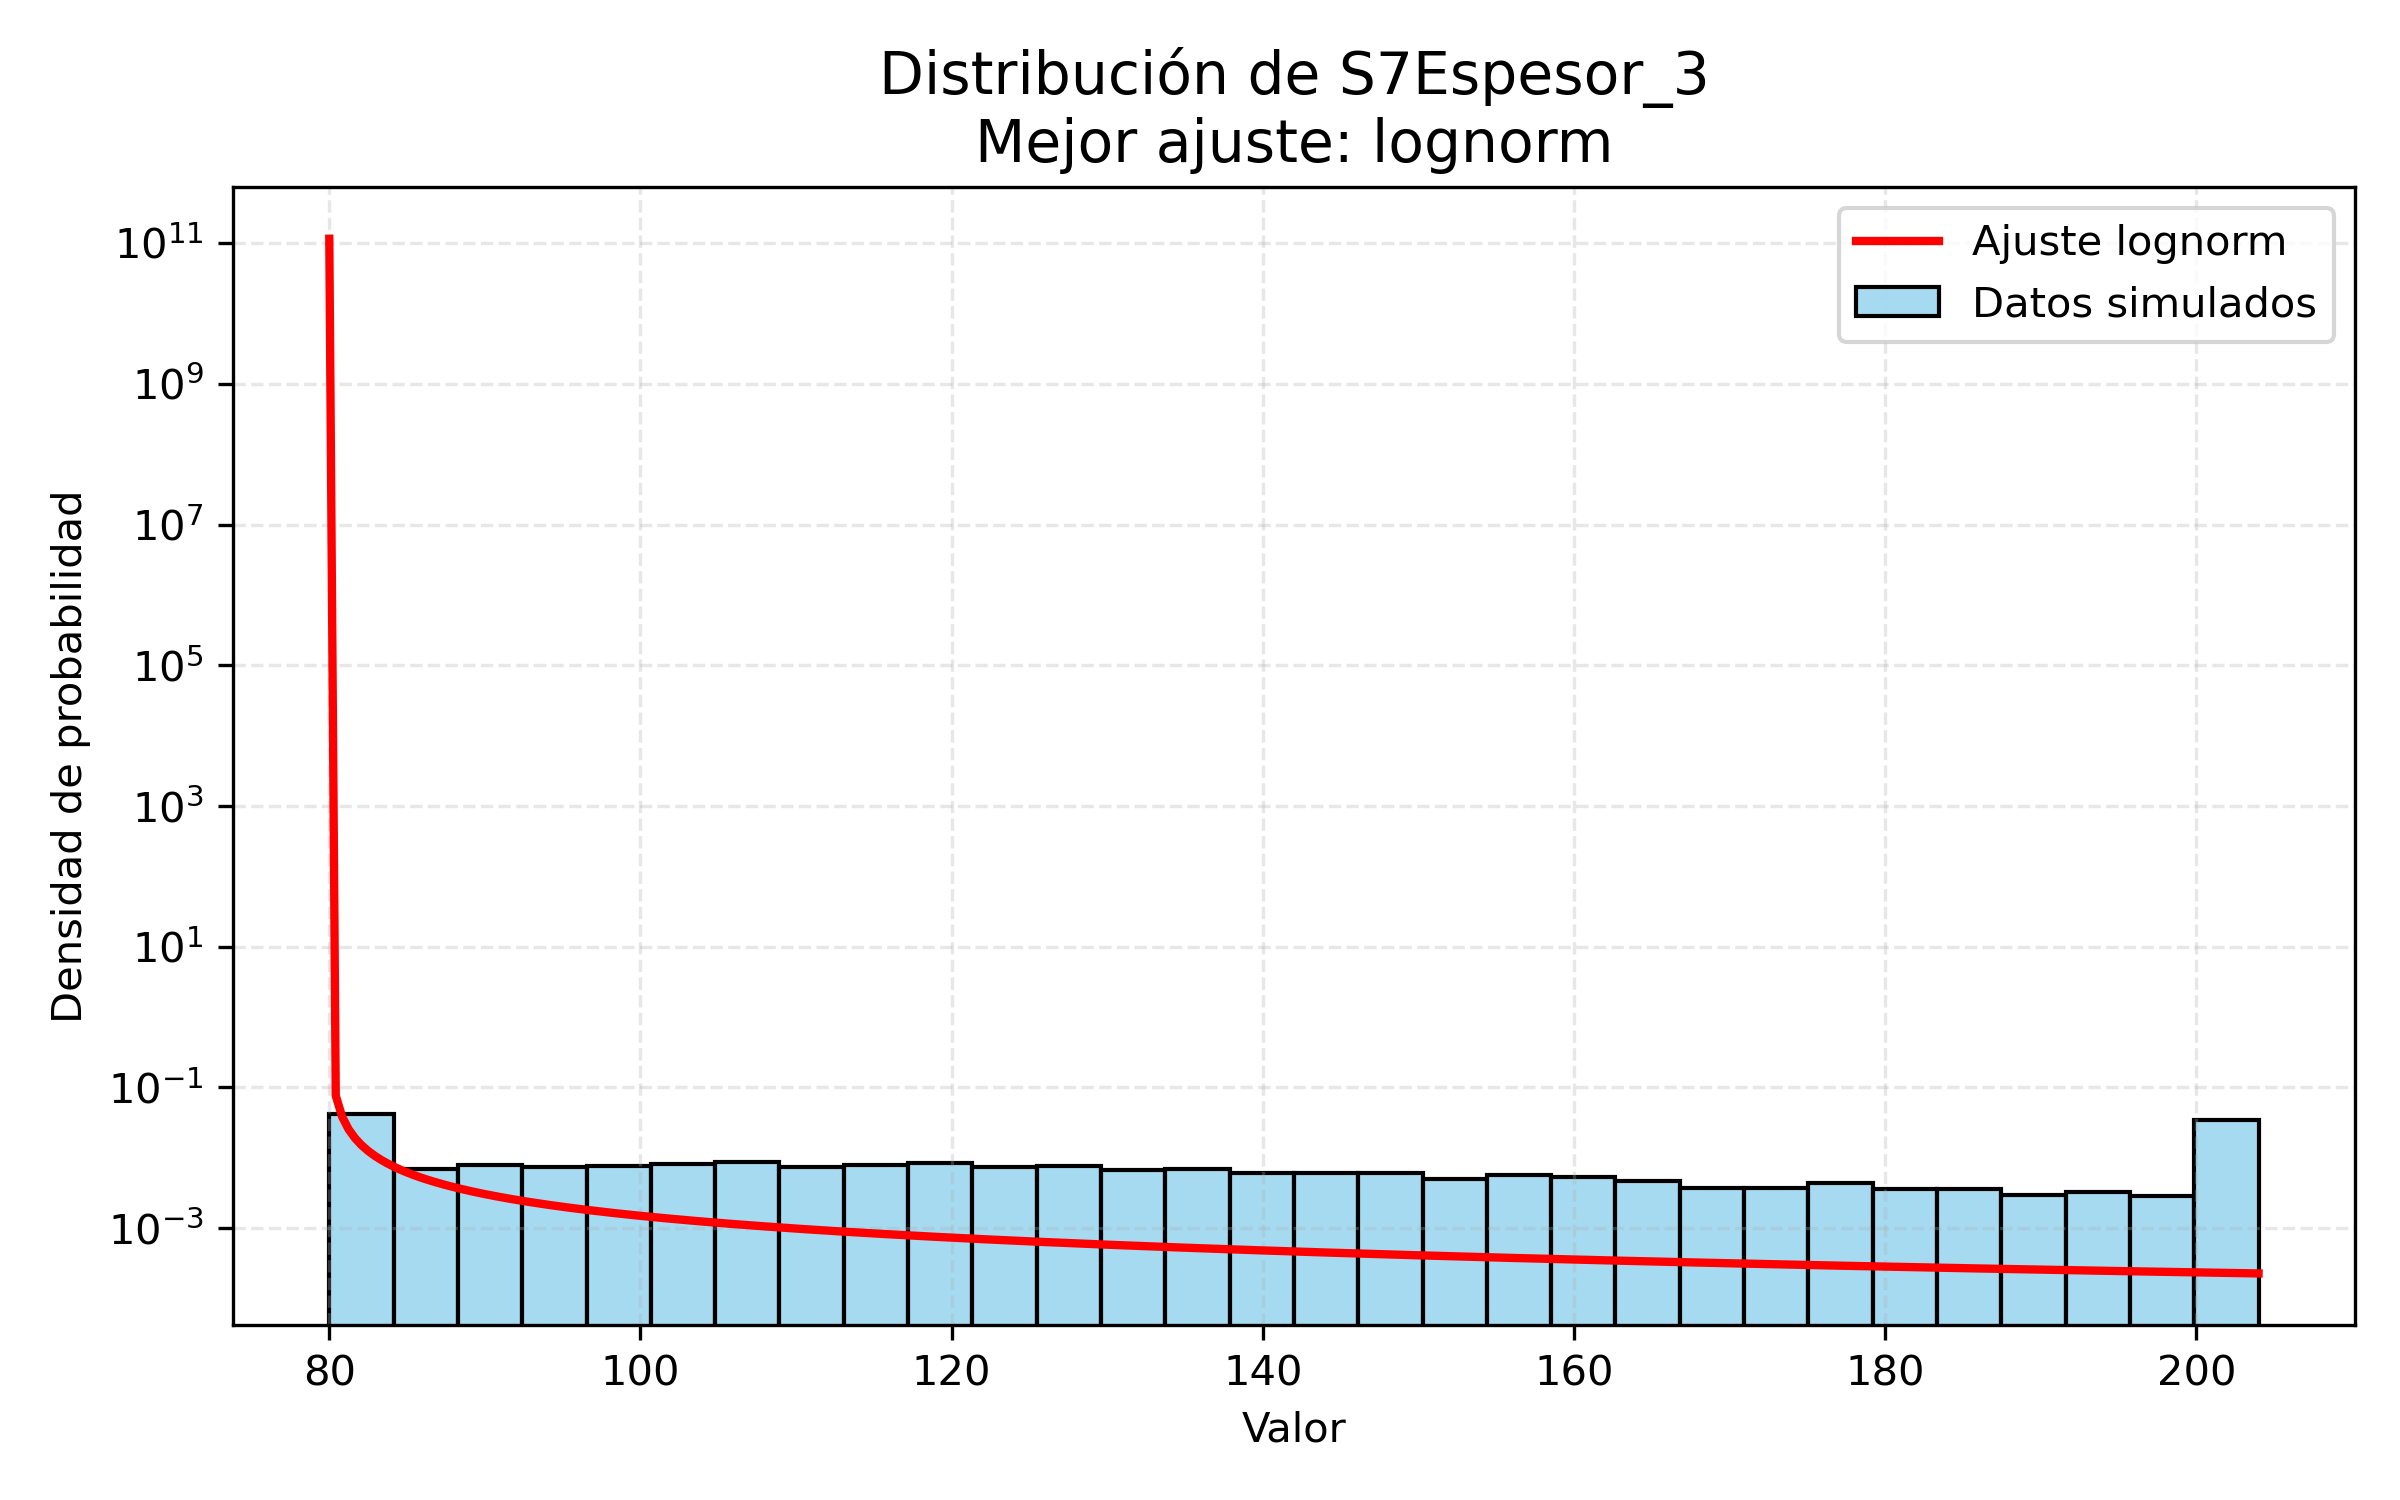 Distribución de S7Espesor_3
Mejor ajuste: lognorm
Ajuste lognorm
Datos simulados
Densidad de probabilidad
10¹¹
10⁹
10⁷
10⁵
10³
10¹
10⁻¹
10⁻³
80 100 120 140 160 180 200
Valor